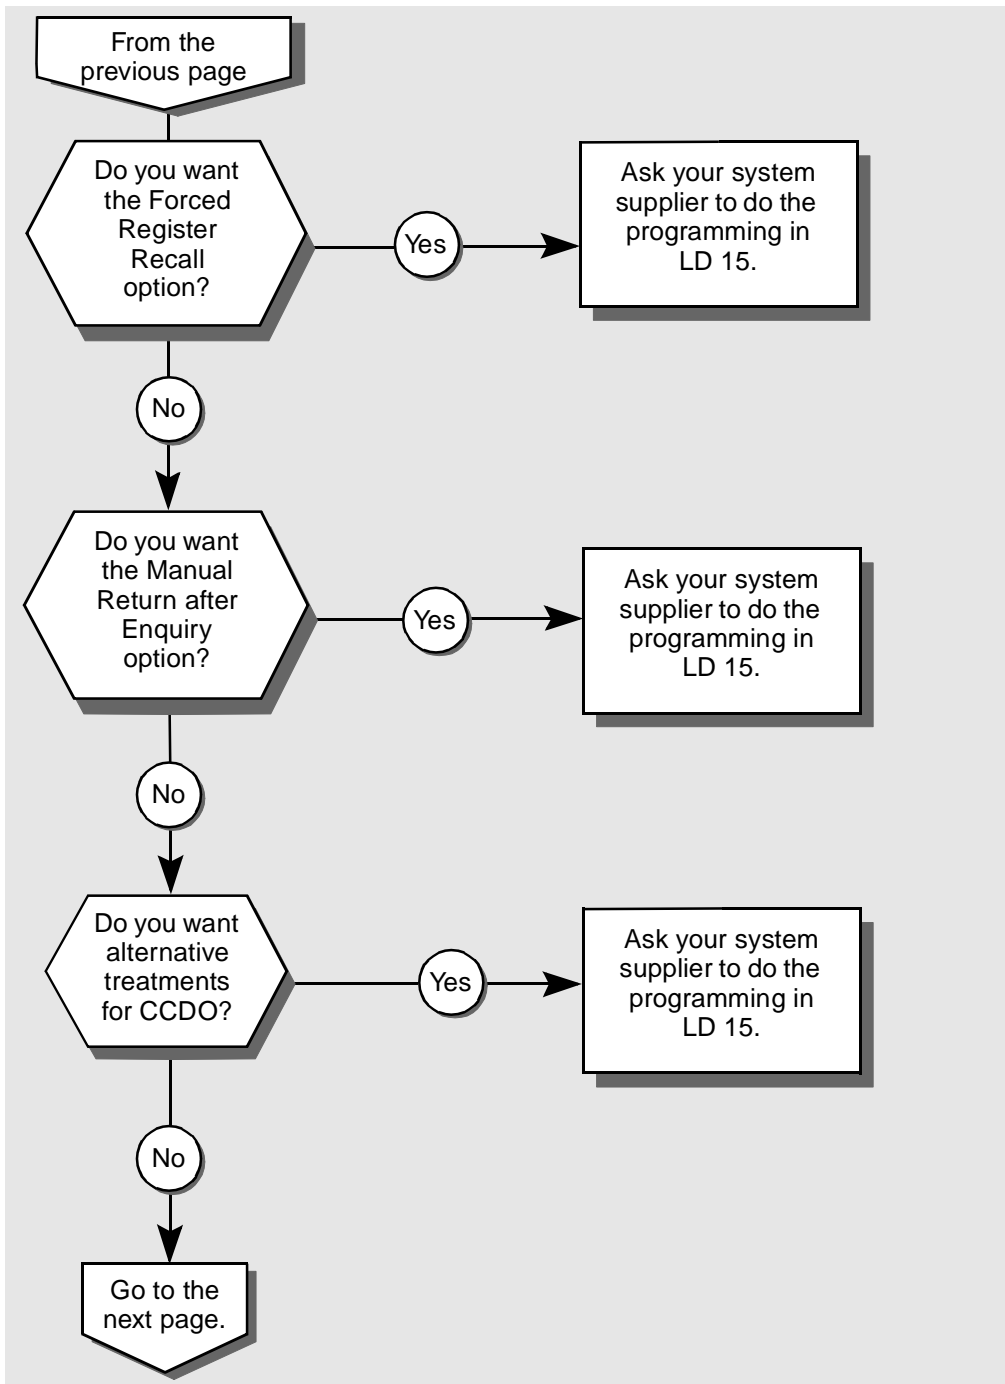 From the
previous page
Do you want
the Forced
Register
Recall
option?
Yes
Ask your system
supplier to do the
programming in
LD 15.
No
Do you want
the Manual
Return after
Enquiry
option?
Yes
Ask your system
supplier to do the
programming in
LD 15.
No
Do you want
alternative
treatments
for CCDO?
Yes
Ask your system
supplier to do the
programming in
LD 15.
No
Go to the
next page.